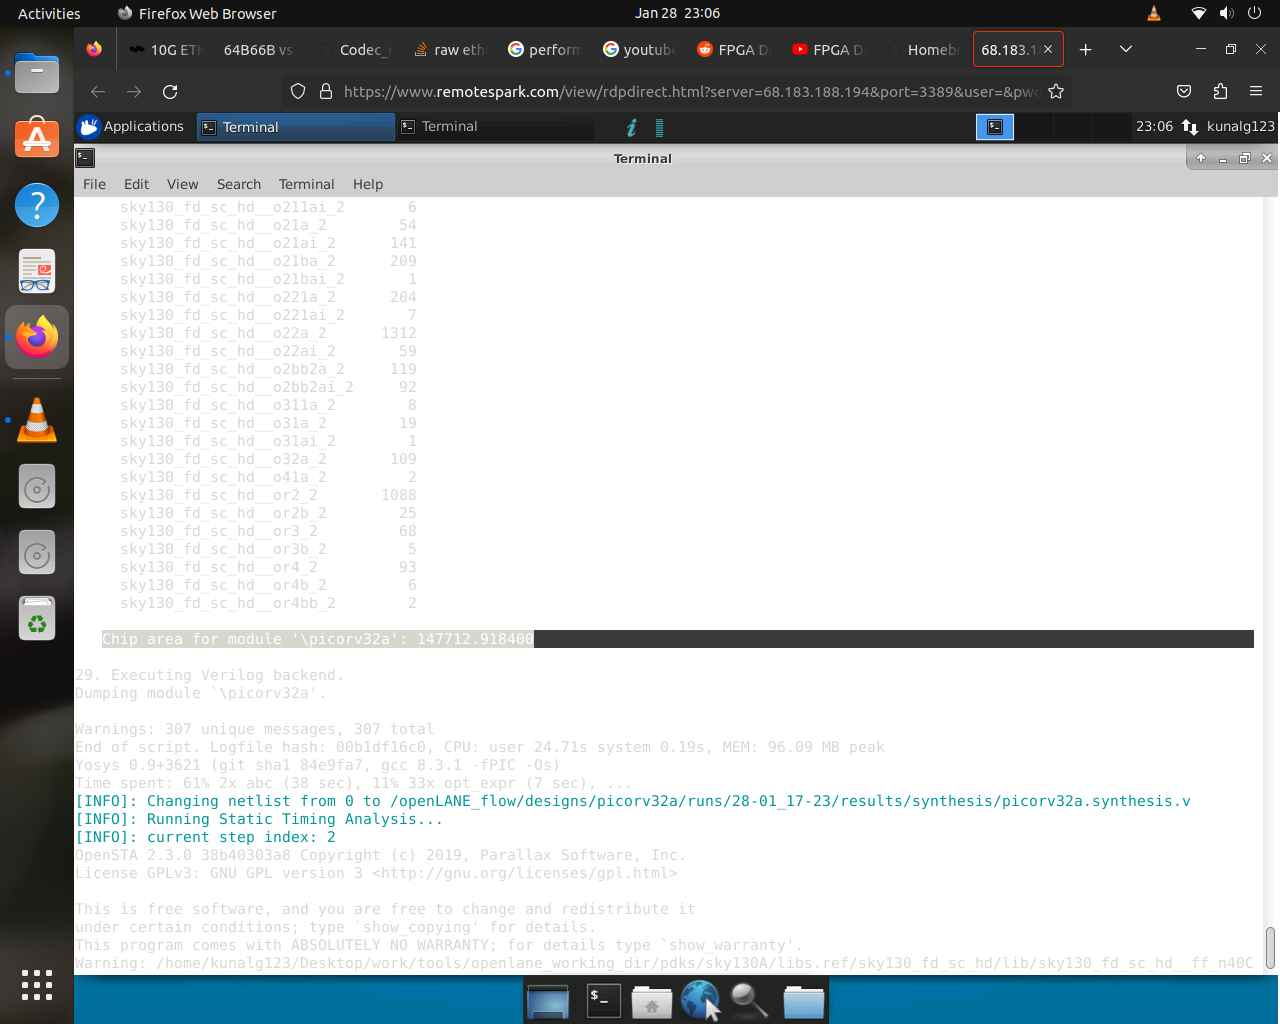 Activities
Firefox Web Browser
Jan 28 23:06
10G ETH
64B66B vs
Codec_
raw eth
perform
youtube
FPGA D
FPGA D
Homeb
68.183.1
https://www.remotespark.com/view/rdpdirect.html?server=68.183.188.194&port=3389&user=&pwd
Applications
Terminal
Terminal
23:06
kunalg123
Terminal
File Edit View Search Terminal Help
sky130_fd_sc_hd__o211ai_2 6
sky130_fd_sc_hd__o21a_2 54
sky130_fd_sc_hd__o21ai_2 141
sky130_fd_sc_hd__o21ba_2 209
sky130_fd_sc_hd__o21bai_2 1
sky130_fd_sc_hd__o221a_2 204
sky130_fd_sc_hd__o221ai_2 7
sky130_fd_sc_hd__o22a_2 1312
sky130_fd_sc_hd__o22ai_2 59
sky130_fd_sc_hd__o2bb2a_2 119
sky130_fd_sc_hd__o2bb2ai_2 92
sky130_fd_sc_hd__o311a_2 8
sky130_fd_sc_hd__o31a_2 19
sky130_fd_sc_hd__o31ai_2 1
sky130_fd_sc_hd__o32a_2 109
sky130_fd_sc_hd__o41a_2 2
sky130_fd_sc_hd__or2_2 1088
sky130_fd_sc_hd__or2b_2 25
sky130_fd_sc_hd__or3_2 68
sky130_fd_sc_hd__or3b_2 5
sky130_fd_sc_hd__or4_2 93
sky130_fd_sc_hd__or4b_2 6
sky130_fd_sc_hd__or4bb_2 2
Chip area for module '\picorv32a': 147712.918400
29. Executing Verilog backend.
Dumping module `\picorv32a'.
Warnings: 307 unique messages, 307 total
End of script. Logfile hash: 00b1df16c0, CPU: user 24.71s system 0.19s, MEM: 96.09 MB peak
Yosys 0.9+3621 (git sha1 84e9fa7, gcc 8.3.1 -fPIC -Os)
Time spent: 61% 2x abc (38 sec), 11% 33x opt_expr (7 sec), ...
[INFO]: Changing netlist from 0 to /openLANE_flow/designs/picorv32a/runs/28-01_17-23/results/synthesis/picorv32a.synthesis.v
[INFO]: Running Static Timing Analysis...
[INFO]: current step index: 2
OpenSTA 2.3.0 38b40303a8 Copyright (c) 2019, Parallax Software, Inc.
License GPLv3: GNU GPL version 3 <http://gnu.org/licenses/gpl.html>
This is free software, and you are free to change and redistribute it
under certain conditions; type `show_copying' for details.
This program comes with ABSOLUTELY NO WARRANTY; for details type `show_warranty'.
Warning: /home/kunalg123/Desktop/work/tools/openlane_working_dir/pdks/sky130A/libs.ref/sky130_fd_sc_hd/lib/sky130_fd_sc_hd__ff_n40C